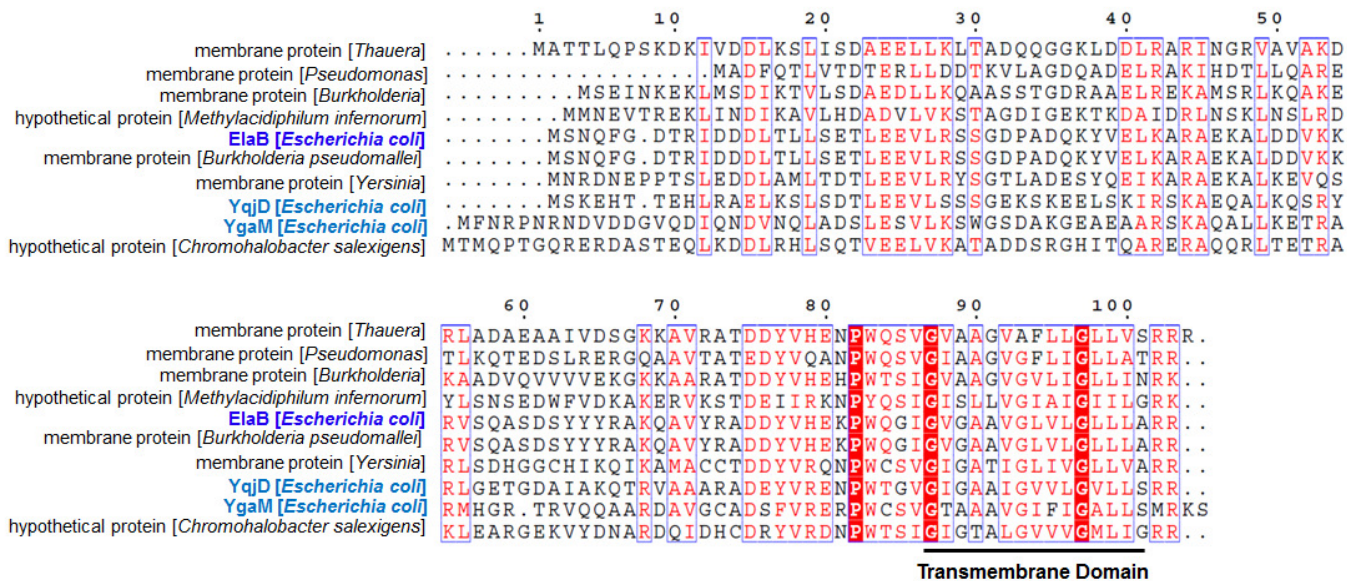 1 10 20 30 40 50
membrane protein [Thauera] ......MATTLQPSKDKIVDDLKSLISDAEELLKLTADQQGGKLDDLRARINGRVAVAKD
membrane protein [Pseudomonas] .................MADFQTLVTDTERLLDDTKVLAGDQADELRAKIHDTLLQARE
membrane protein [Burkholderia] .........MSEINKEKLMSDIKTVLSDAEDLLKQAASSTGDRAAELREKAMSRLKQAKE
hypothetical protein [Methylacidiphilum infernorum] ........MMNEVTREKLINDIKAVLHDADVLVKSTAGDIGEKTKDAIDRLNSKLNSLRD
ElaB [Escherichia coli] .......MSNQFG.DTRIDDDLTLLSETLEEVLRSSGDPADQKYVELKARAEKALDDVKK
membrane protein [Burkholderia pseudomallei] .......MSNQFG.DTRIDDDLTLLSETLEEVLRSSGDPADQKYVELKARAEKALDDVKK
membrane protein [Yersinia] .......MNRDNEPPTSLEDDLAMLTDTLEEVLRYSGTLADESYQEIKARAEKALKEVQS
YqjD [Escherichia coli] .......MSKEHT.TEHLRAELKSLSDTLEEVLSSSGEKSKEELSKIRSKAEQALKQSRY
YgaM [Escherichia coli] .MFNRPNRNDVDDGVQDIQNDVNQLADSLESVLKSWGSDAKGEAEAARSKAQALLKETRA
hypothetical protein [Chromohalobacter salexigens] MTMQPTGQRERDASTEQLKDDLRHLSQTVEELVKATADDSRGHITQARERAQQRLTETRA
60 70 80 90 100
membrane protein [Thauera] RLADAEAAAIVDSGKKAVRATDDYVHENPWQSVGVAAGVAFLLGLLVSRRR.
membrane protein [Pseudomonas] TLKQTEDSLRERGQAAVTATEDYVQANPWQSVGIAAGVGFLIGLLATRR..
membrane protein [Burkholderia] KAADVQVVVVEKGKKAARATDDYVHEHPWTSIGVAAGVGVLIGLLINRK..
hypothetical protein [Methylacidiphilum infernorum] YLSNSEDWFVDKAKERVKSTDEIIRKNPYQSIGISLLVGIAIGIILGRK..
ElaB [Escherichia coli] RVSQASDSYYYRAKQAVYRADDYVHEKPWQGIGVGAAVGLVLGLLLARR..
membrane protein [Burkholderia pseudomallei] RVSQASDSYYYRAKQAVYRADDYVHEKPWQGIGVGAAVGLVLGLLLARR..
membrane protein [Yersinia] RLSDHGGCHIKQIKAMACCTDDYVRQNPWCSVGIGATIGLIVGLLVARR..
YqjD [Escherichia coli] RLGETGDAIAKQTRVAAARADEYVRENPWTGVGIGAAIGVVLGVLLSRR..
YgaM [Escherichia coli] RMHGR.TRVQQAARDAVGCADSFVRERPWCSVGTAAAVGIFIGALLSMRKS
hypothetical protein [Chromohalobacter salexigens] KLEARGEKVYDNARDQIDHCDRYVRDNPWTSIGIGTALGVVVGMLIGRR..
Transmembrane Domain